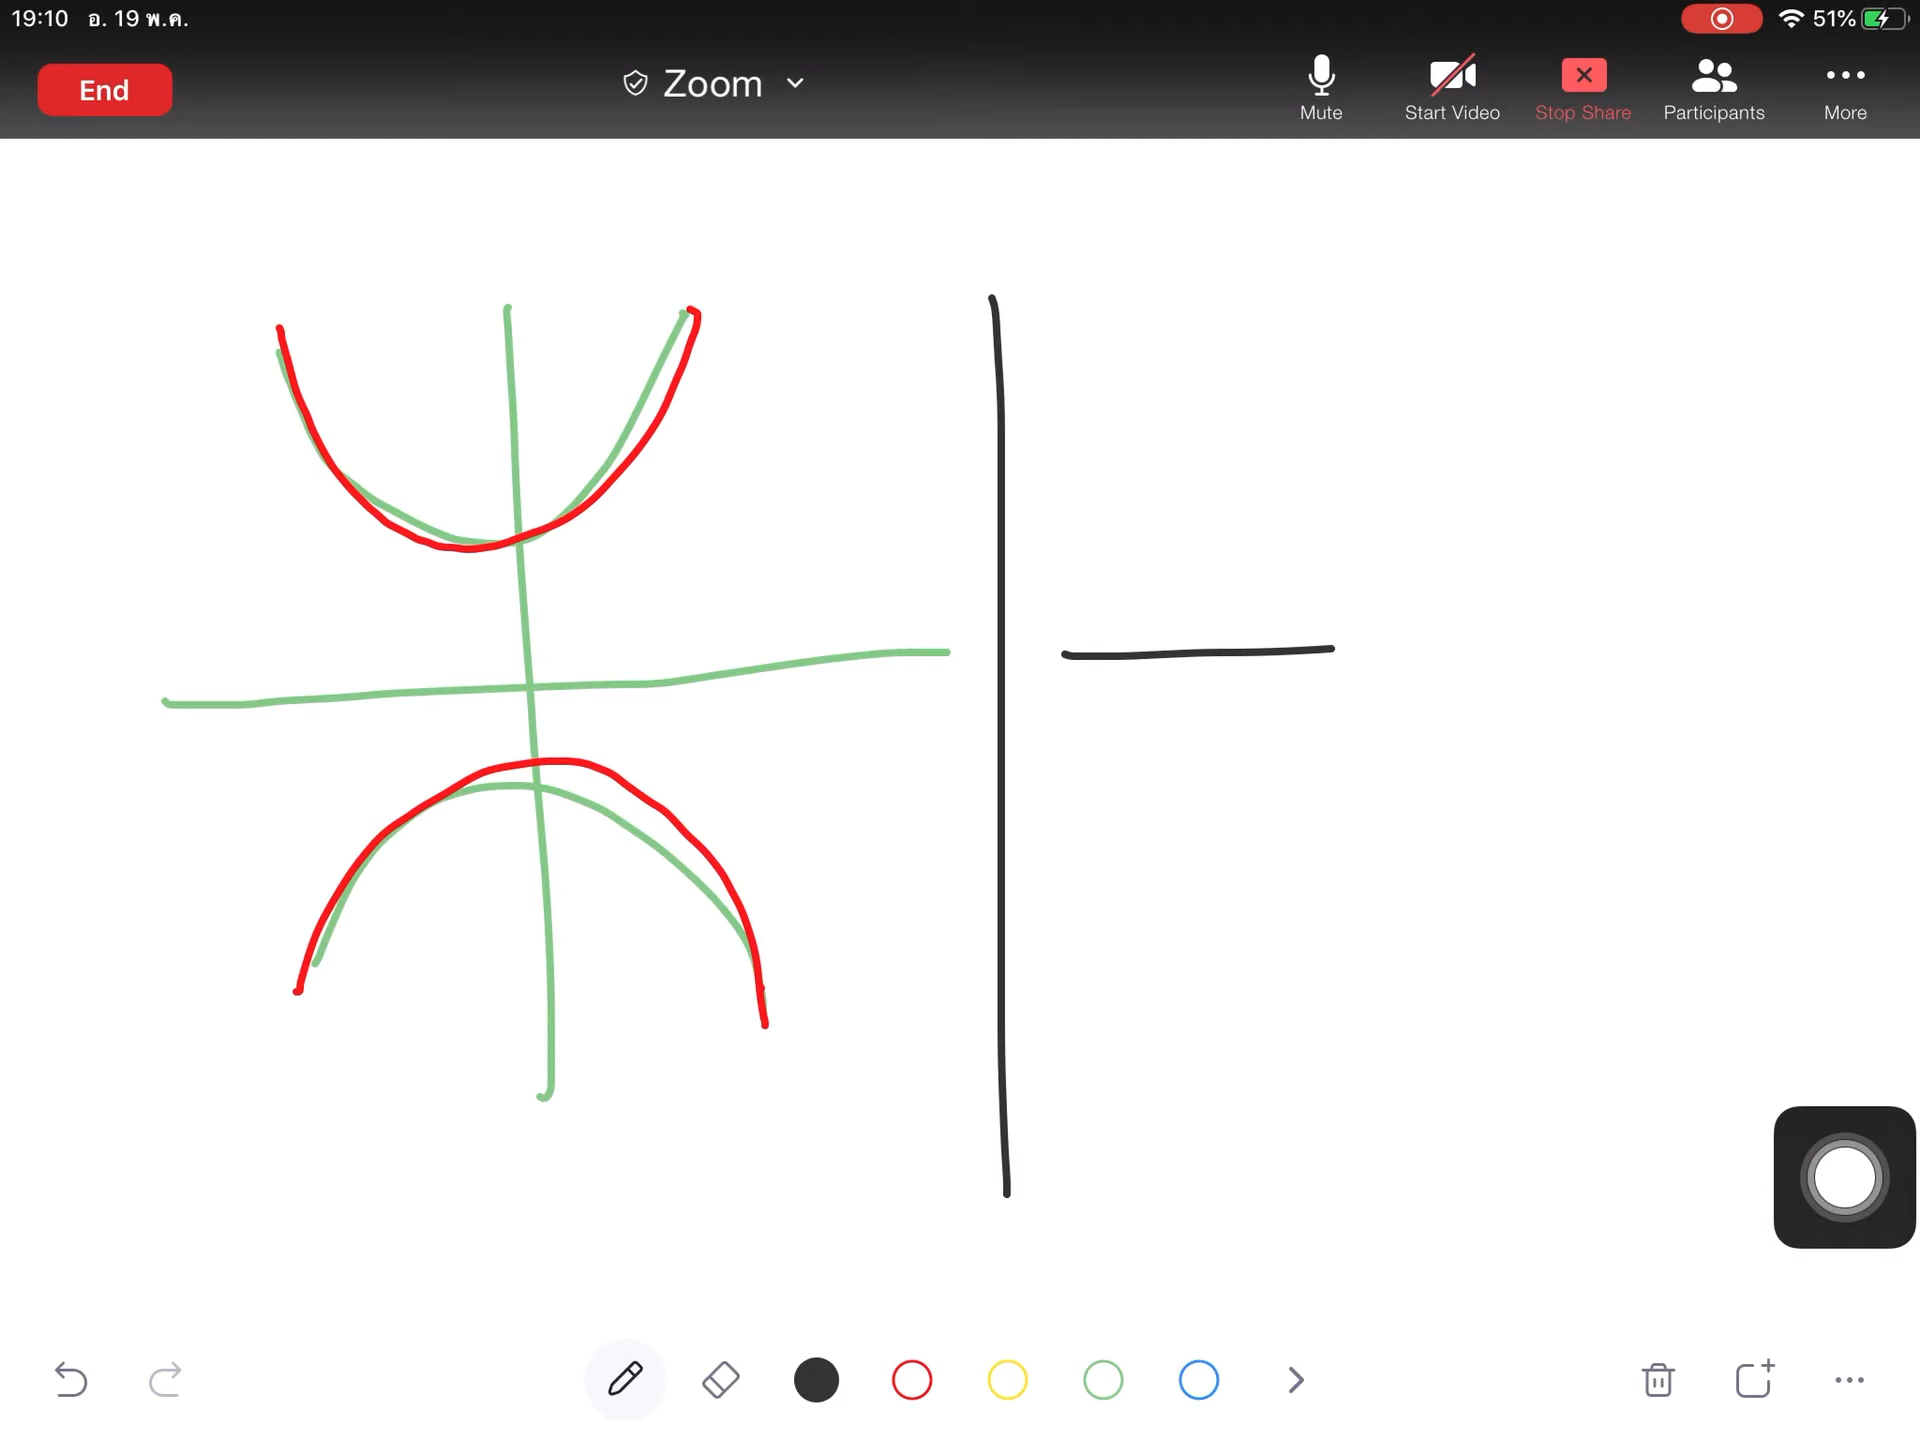 19:10 อ. 19 พ.ค. 51%
End Zoom
Mute Start Video Stop Share Participants More